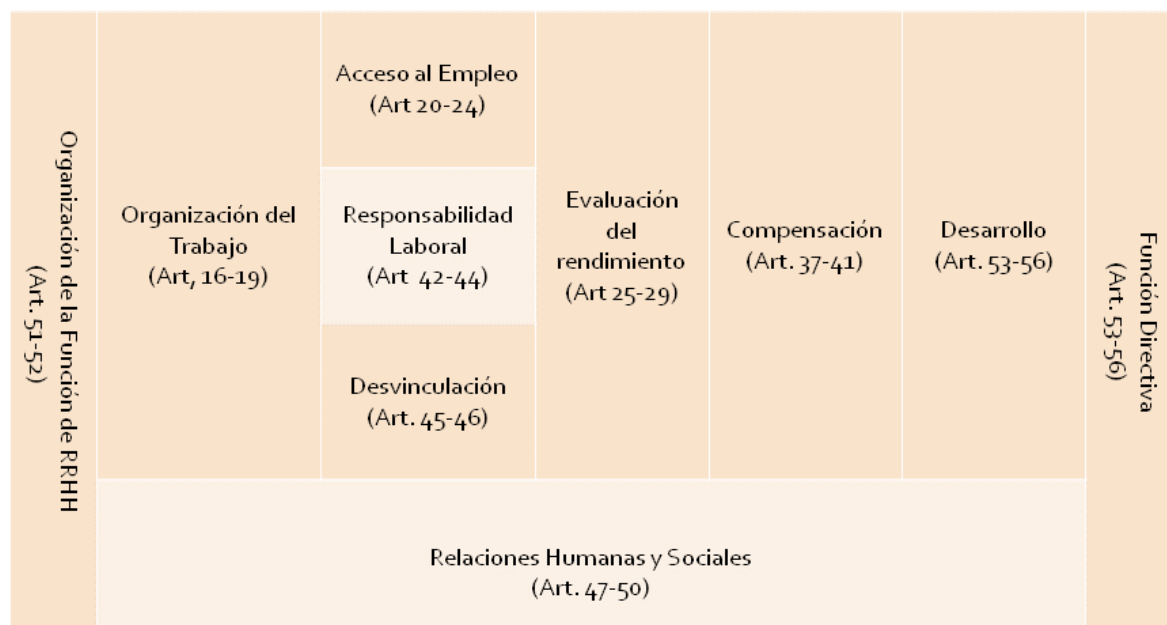 Organización de la Función de RRHH
(Art. 51-52)
Organización del
Trabajo
(Art, 16-19)
Acceso al Empleo
(Art 20-24)
Responsabilidad
Laboral
(Art  42-44)
Desvinculación
(Art. 45-46)
Evaluación
del
rendimiento
(Art 25-29)
Compensación
(Art. 37-41)
Desarrollo
(Art. 53-56)
Función Directiva
(Art. 53-56)
Relaciones Humanas y Sociales
(Art. 47-50)